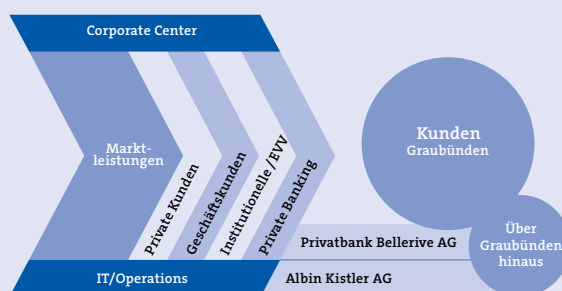 Corporate Center
Markt-
leistungen
Private Kunden
Geschäftskunden
Institutionelle /EVV
Private Banking
Kunden
Graubünden
Über
Graubünden
hinaus
Privatbank Bellerive AG
IT/Operations
Albin Kistler AG